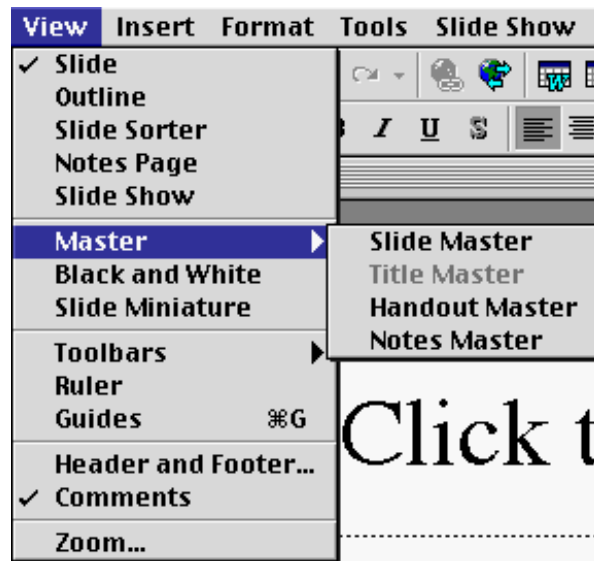 View Insert Format Tools Slide Show
✓ Slide
Outline
Slide Sorter
Notes Page
Slide Show
Master
Black and White
Slide Miniature
Toolbars
Ruler
Guides ⌘G
Header and Footer...
✓ Comments
Zoom...
Slide Master
Title Master
Handout Master
Notes Master
I U S
Click t